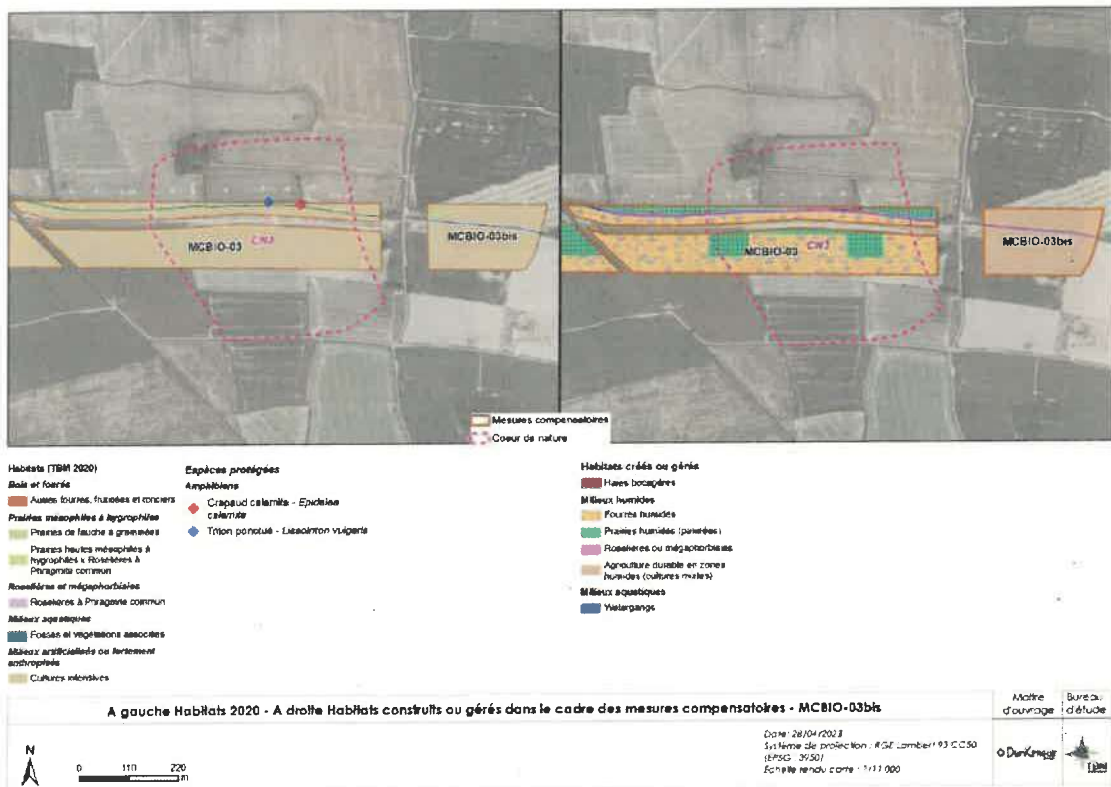 MCBIO-03
CN3
MCBIO-03bis
MCBIO-03
CN3
MCBIO-03bis
Mesures compensatoires
Coeur de nature
Habitats (TBM 2020)
Bois et fourrés
Autres fourrés, fruticées et ronciers
Prairies mésophiles à hygrophiles
Prairies de fauche à graminées
Prairies hautes mésophiles à
hygrophiles x Roselières à
Phragmite commun
Roselières et mégaphorbiaies
Roselières à Phragmite commun
Milieux aquatiques
Fossés et végétations associées
Milieux artificialisés ou fortement
anthropisés
Cultures intensives
Espèces protégées
Amphibiens
Crapaud calamite - Epidalea
calamita
Triton ponctué - Lissotriton vulgaris
Habitats créés ou gérés
Haies bocagères
Milieux humides
Fourrés humides
Prairies humides (paturées)
Roselières ou mégaphorbiaies
Agriculture durable en zones
humides (cultures mixtes)
Milieux aquatiques
Watergangs
A gauche Habitats 2020 - A droite Habitats construits ou gérés dans le cadre des mesures compensatoires - MCBIO-03bis
N
0 110 220
m
Date : 28/04/2023
Système de projection : RGF Lambert 93 CC50
(EPSG : 3950)
Echelle rendu carte : 1/11 000
Maître
d'ouvrage
Bureau
d'étude
Dunkerque
TBM